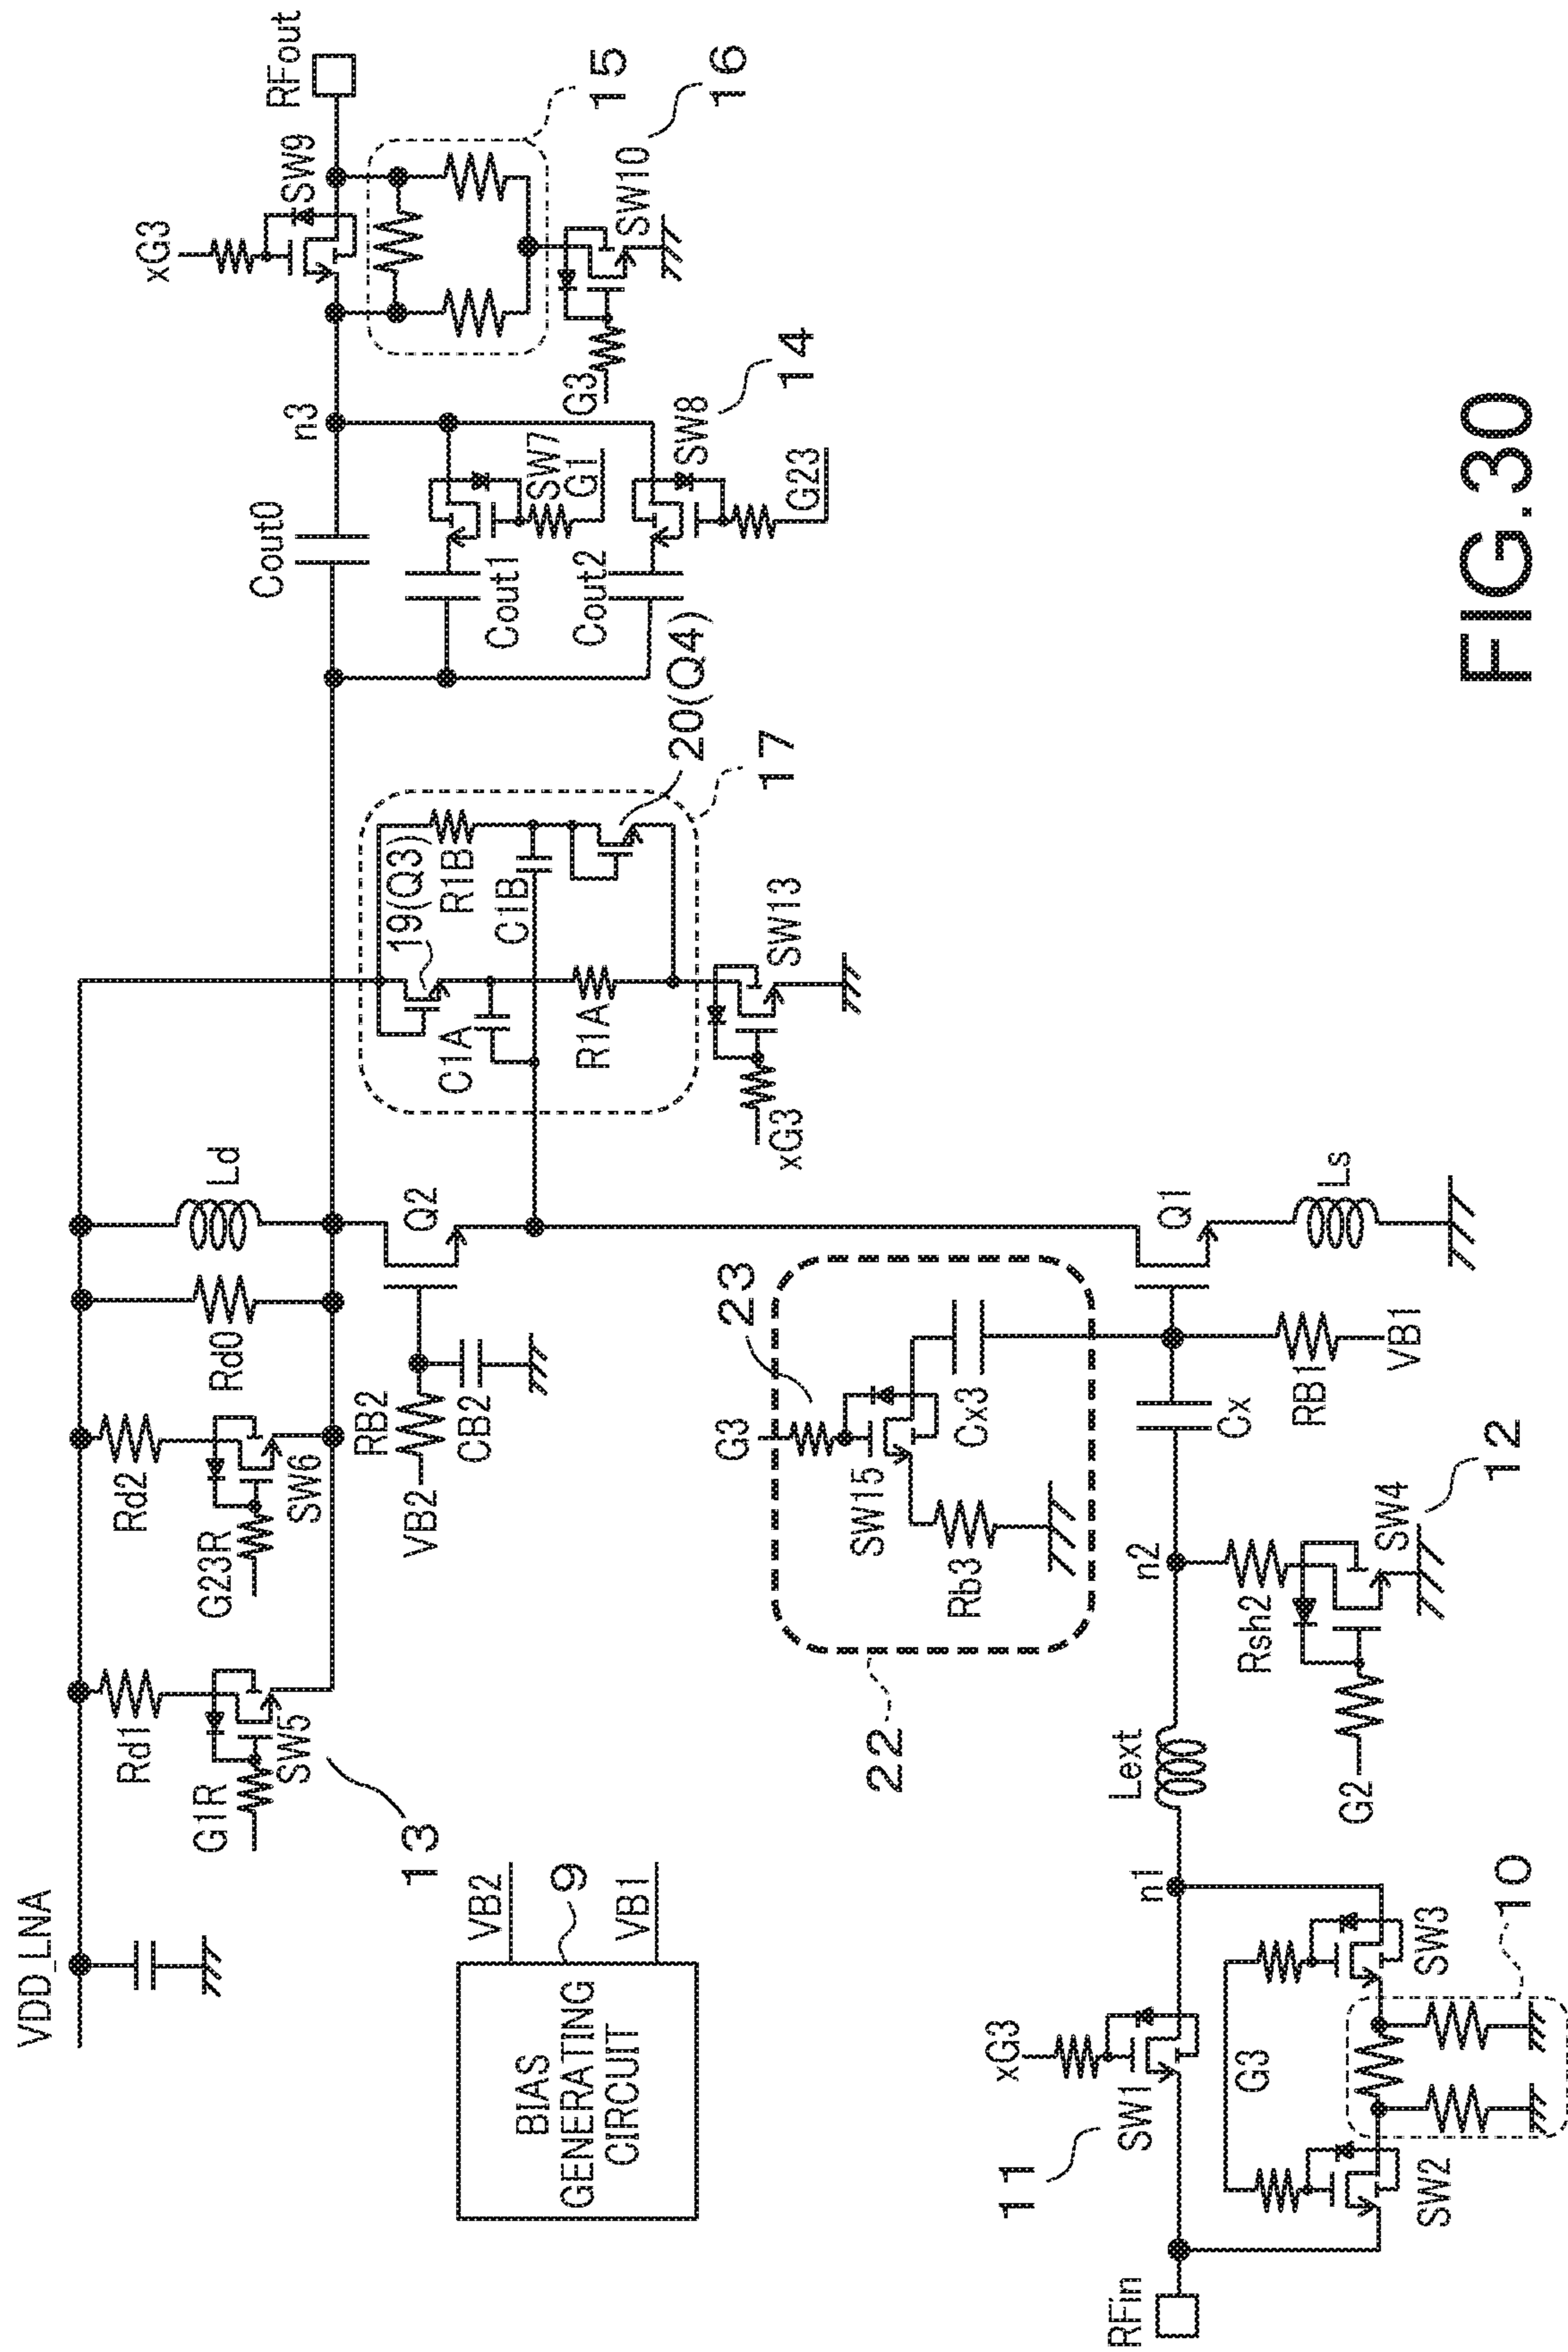 VDD_LNA
Rd1
G1R
SW5
13
Rd2
G23R
SW6
Rd0
Ld
RB2
VB2
CB2
Q2
BIAS
GENERATING
CIRCUIT
9
VB2
VB1
19(Q3)
R1B
C1A
C1B
R1A
20(Q4)
17
xG3
SW13
Cout0
n3
Cout1
SW7
G1
Cout2
SW8
G23
14
xG3
SW9
RFout
15
G3
SW10
16
G3
23
SW15
Cx3
Rb3
22
RFin
11
xG3
SW1
n1
G3
SW2
SW3
10
Lext
n2
Rsh2
G2
SW4
12
Cx
RB1
VB1
Q1
Ls
FIG.30